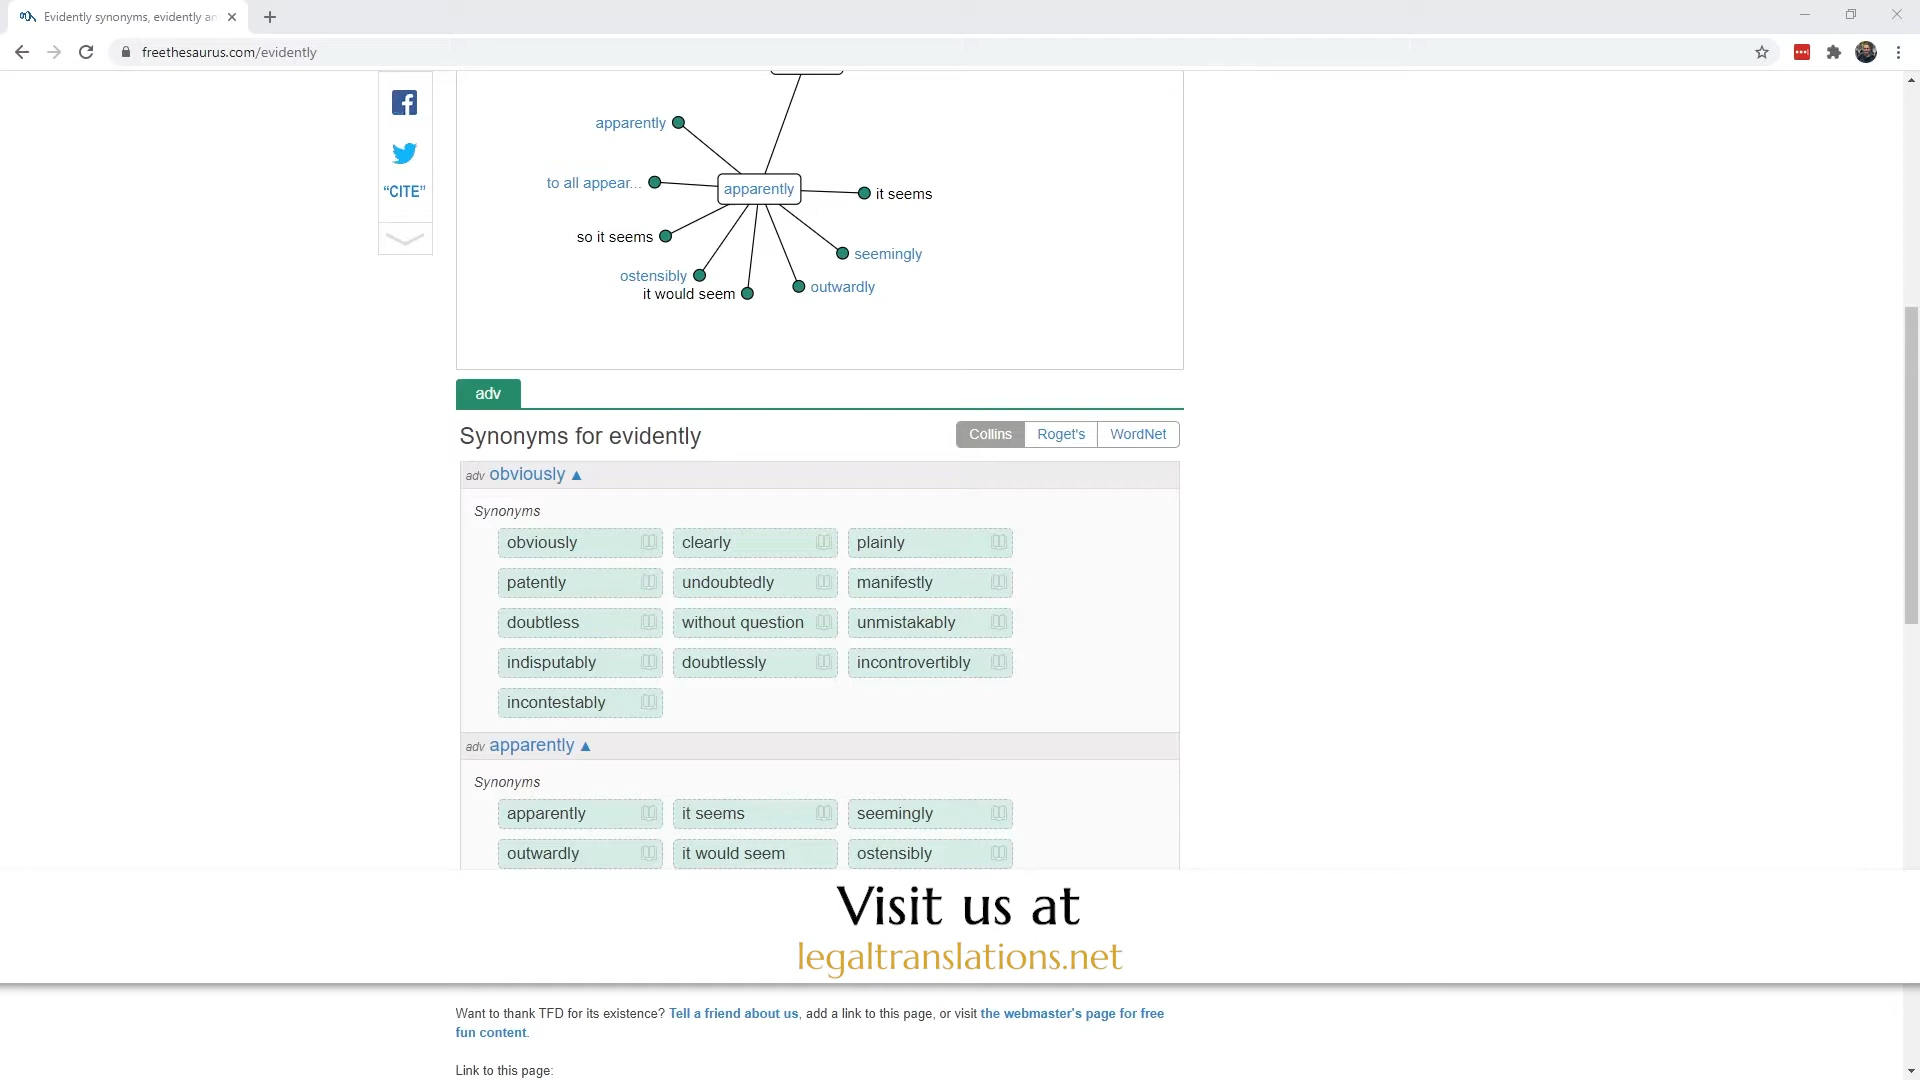 Evidently synonyms, evidently an
freethesaurus.com/evidently
"CITE"
apparently
to all appear...
apparently
it seems
so it seems
seemingly
ostensibly
outwardly
it would seem
adv
Synonyms for evidently
Collins Roget's WordNet
adv obviously ▲
Synonyms
obviously clearly plainly
patently undoubtedly manifestly
doubtless without question unmistakably
indisputably doubtlessly incontrovertibly
incontestably
adv apparently ▲
Synonyms
apparently it seems seemingly
outwardly it would seem ostensibly
Visit us at
legaltranslations.net
Want to thank TFD for its existence? Tell a friend about us, add a link to this page, or visit the webmaster's page for free
fun content.
Link to this page: